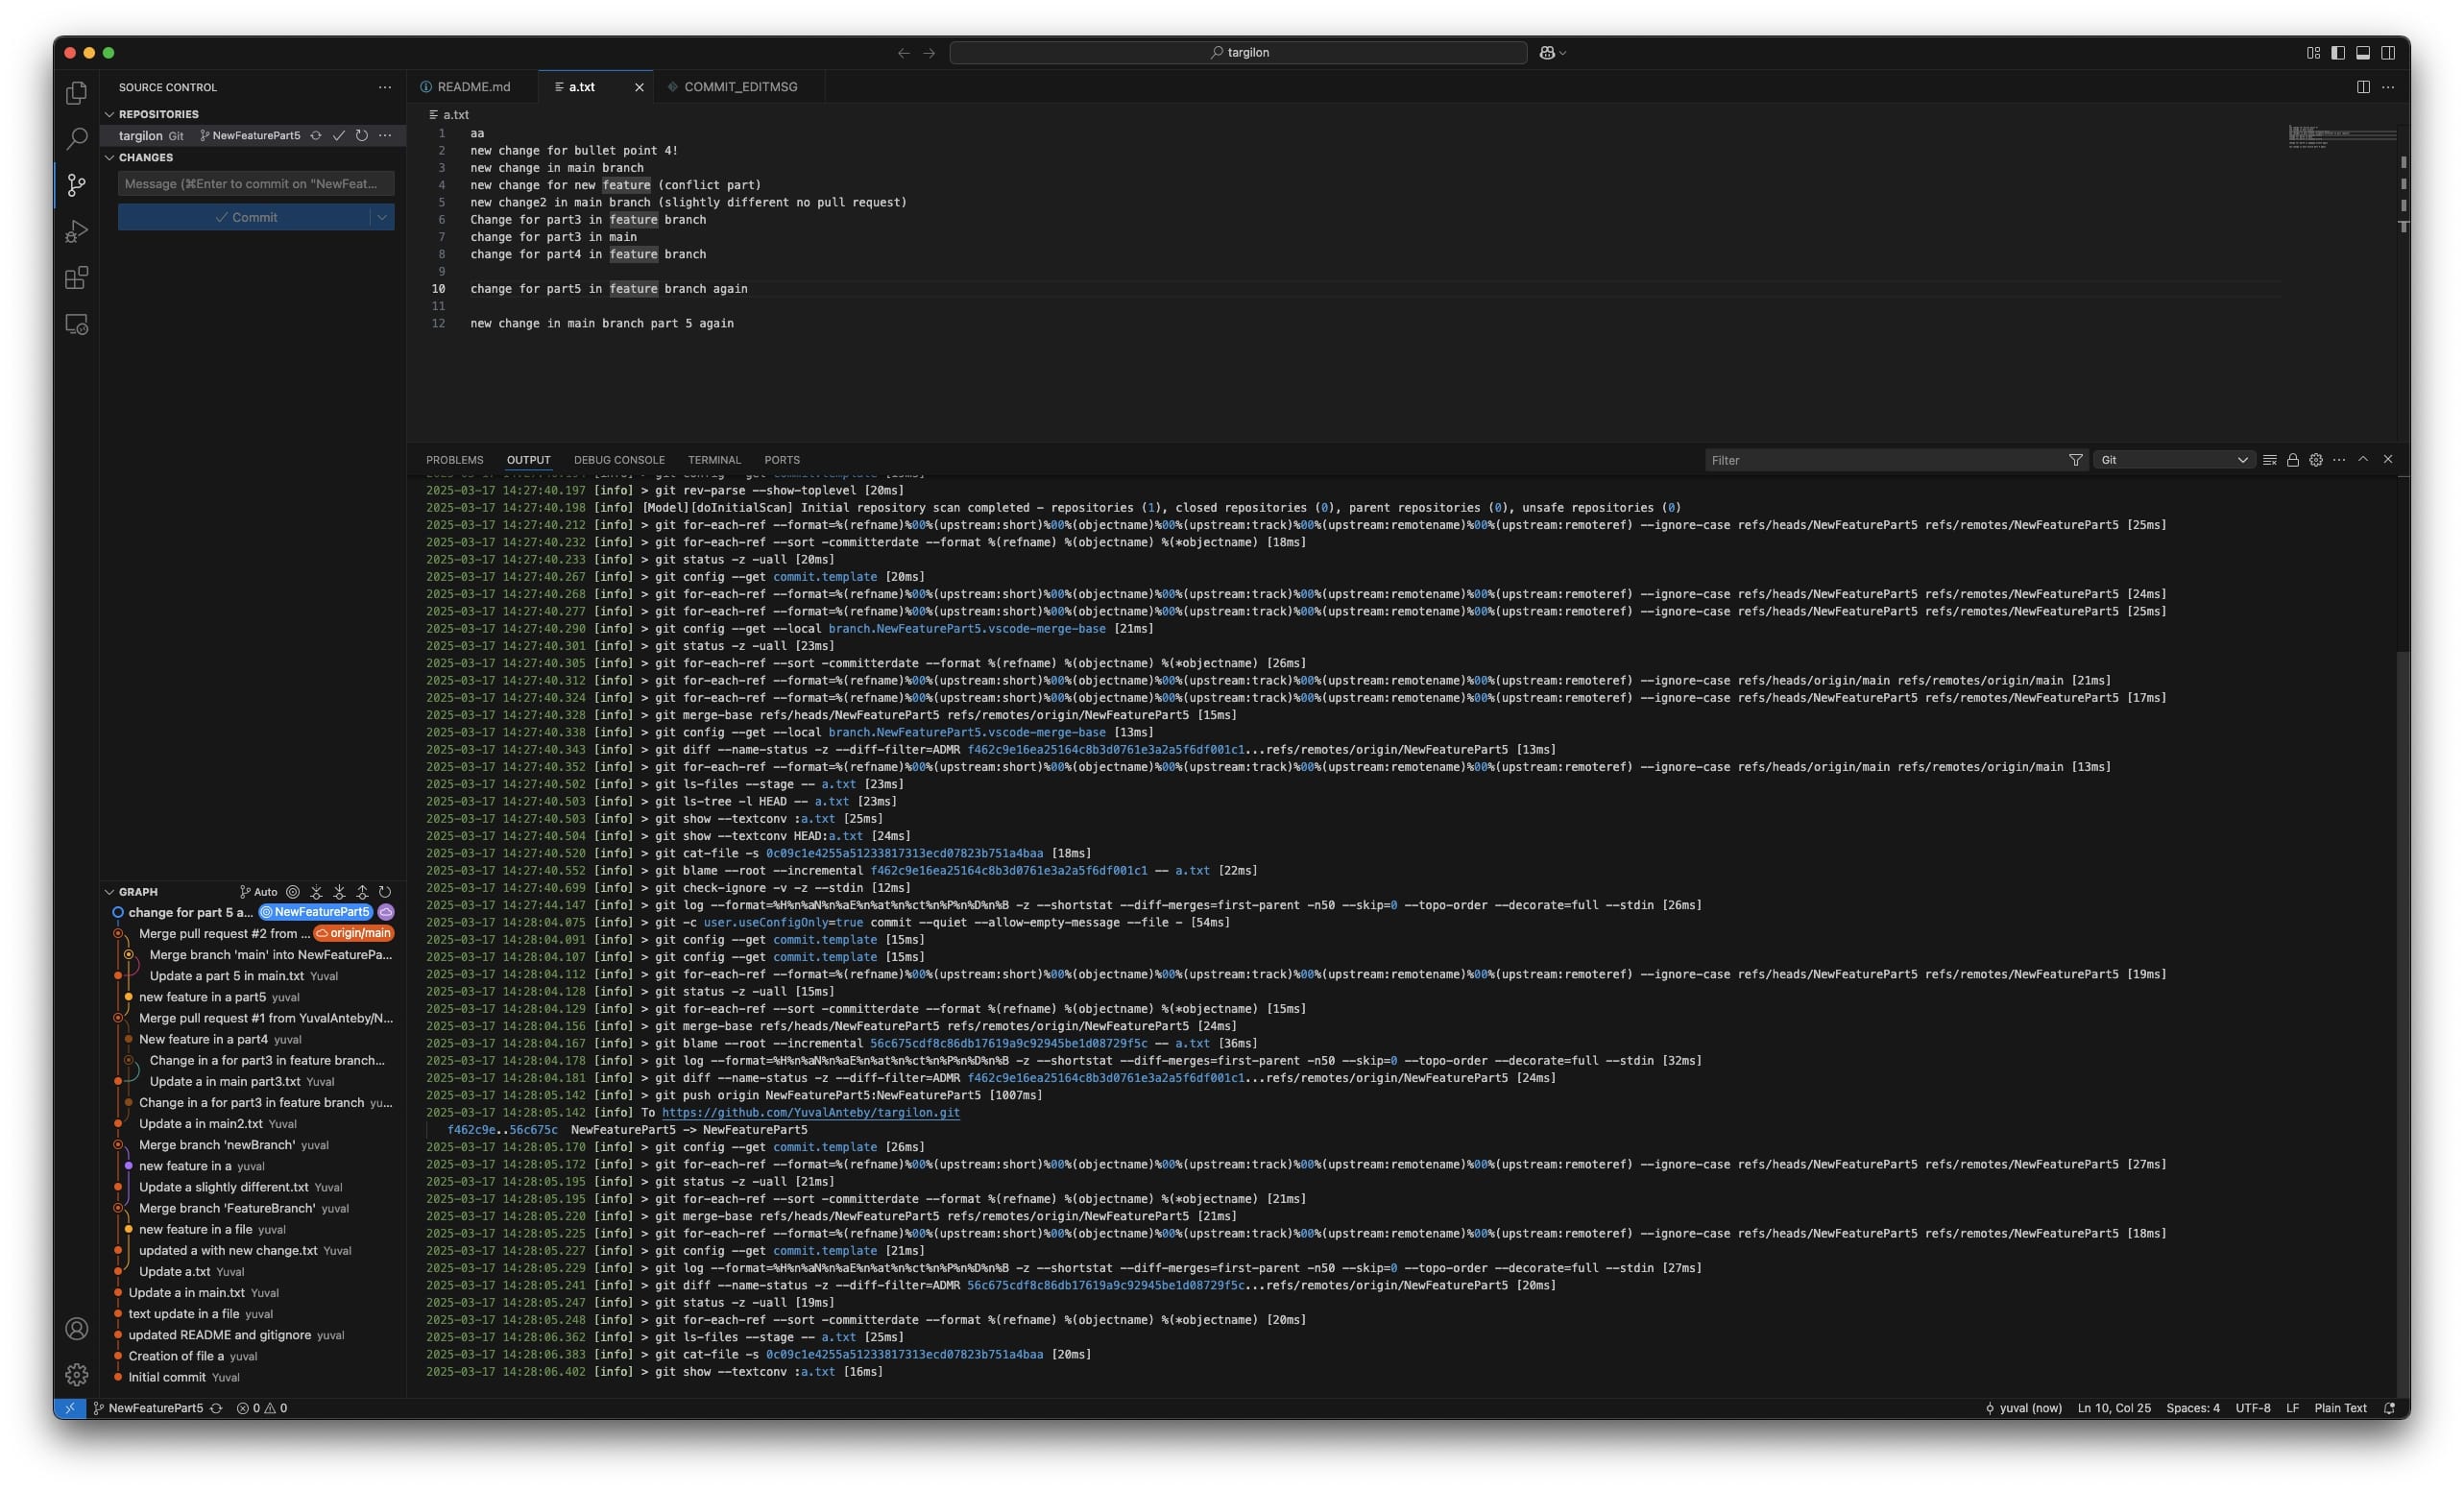 targilon
SOURCE CONTROL
REPOSITORIES
targilon Git NewFeaturePart5
CHANGES
Message (⌘Enter to commit on "NewFeat...
Commit
README.md
a.txt
COMMIT_EDITMSG
a.txt
1 aa
2 new change for bullet point 4!
3 new change in main branch
4 new change for new feature (conflict part)
5 new change2 in main branch (slightly different no pull request)
6 Change for part3 in feature branch
7 change for part3 in main
8 change for part4 in feature branch
9
10 change for part5 in feature branch again
11
12 new change in main branch part 5 again
PROBLEMS OUTPUT DEBUG CONSOLE TERMINAL PORTS
Filter
Git
2025-03-17 14:27:40.197 [info] > git rev-parse --show-toplevel [20ms]
2025-03-17 14:27:40.198 [info] [Model][doInitialScan] Initial repository scan completed - repositories (1), closed repositories (0), parent repositories (0), unsafe repositories (0)
2025-03-17 14:27:40.212 [info] > git for-each-ref --format=%(refname)%00%(upstream:short)%00%(objectname)%00%(upstream:track)%00%(upstream:remotename)%00%(upstream:remoteref) --ignore-case refs/heads/NewFeaturePart5 refs/remotes/NewFeaturePart5 [25ms]
2025-03-17 14:27:40.232 [info] > git for-each-ref --sort -committerdate --format %(refname) %(objectname) %(*objectname) [18ms]
2025-03-17 14:27:40.233 [info] > git status -z -uall [20ms]
2025-03-17 14:27:40.267 [info] > git config --get commit.template [20ms]
2025-03-17 14:27:40.268 [info] > git for-each-ref --format=%(refname)%00%(upstream:short)%00%(objectname)%00%(upstream:track)%00%(upstream:remotename)%00%(upstream:remoteref) --ignore-case refs/heads/NewFeaturePart5 refs/remotes/NewFeaturePart5 [24ms]
2025-03-17 14:27:40.277 [info] > git for-each-ref --format=%(refname)%00%(upstream:short)%00%(objectname)%00%(upstream:track)%00%(upstream:remotename)%00%(upstream:remoteref) --ignore-case refs/heads/NewFeaturePart5 refs/remotes/NewFeaturePart5 [25ms]
2025-03-17 14:27:40.290 [info] > git config --get --local branch.NewFeaturePart5.vscode-merge-base [21ms]
2025-03-17 14:27:40.301 [info] > git status -z -uall [23ms]
2025-03-17 14:27:40.305 [info] > git for-each-ref --sort -committerdate --format %(refname) %(objectname) %(*objectname) [26ms]
2025-03-17 14:27:40.312 [info] > git for-each-ref --format=%(refname)%00%(upstream:short)%00%(objectname)%00%(upstream:track)%00%(upstream:remotename)%00%(upstream:remoteref) --ignore-case refs/heads/origin/main refs/remotes/origin/main [21ms]
2025-03-17 14:27:40.324 [info] > git for-each-ref --format=%(refname)%00%(upstream:short)%00%(objectname)%00%(upstream:track)%00%(upstream:remotename)%00%(upstream:remoteref) --ignore-case refs/heads/NewFeaturePart5 refs/remotes/NewFeaturePart5 [17ms]
2025-03-17 14:27:40.328 [info] > git merge-base refs/heads/NewFeaturePart5 refs/remotes/origin/NewFeaturePart5 [15ms]
2025-03-17 14:27:40.338 [info] > git config --get --local branch.NewFeaturePart5.vscode-merge-base [13ms]
2025-03-17 14:27:40.343 [info] > git diff --name-status -z --diff-filter=ADMR f462c9e16ea25164c8b3d0761e3a2a5f6df001c1...refs/remotes/origin/NewFeaturePart5 [13ms]
2025-03-17 14:27:40.352 [info] > git for-each-ref --format=%(refname)%00%(upstream:short)%00%(objectname)%00%(upstream:track)%00%(upstream:remotename)%00%(upstream:remoteref) --ignore-case refs/heads/origin/main refs/remotes/origin/main [13ms]
2025-03-17 14:27:40.502 [info] > git ls-files --stage -- a.txt [23ms]
2025-03-17 14:27:40.503 [info] > git ls-tree -l HEAD -- a.txt [23ms]
2025-03-17 14:27:40.503 [info] > git show --textconv :a.txt [25ms]
2025-03-17 14:27:40.504 [info] > git show --textconv HEAD:a.txt [24ms]
2025-03-17 14:27:40.520 [info] > git cat-file -s 0c09c1e4255a51233817313ecd07823b751a4baa [18ms]
2025-03-17 14:27:40.552 [info] > git blame --root --incremental f462c9e16ea25164c8b3d0761e3a2a5f6df001c1 -- a.txt [22ms]
2025-03-17 14:27:40.699 [info] > git check-ignore -v -z --stdin [12ms]
2025-03-17 14:27:44.147 [info] > git log --format=%H%n%aN%n%aE%n%at%n%ct%n%P%n%D%n%B -z --shortstat --diff-merges=first-parent -n50 --skip=0 --topo-order --decorate=full --stdin [26ms]
2025-03-17 14:28:04.075 [info] > git -c user.useConfigOnly=true commit --quiet --allow-empty-message --file - [54ms]
2025-03-17 14:28:04.091 [info] > git config --get commit.template [15ms]
2025-03-17 14:28:04.107 [info] > git config --get commit.template [15ms]
2025-03-17 14:28:04.112 [info] > git for-each-ref --format=%(refname)%00%(upstream:short)%00%(objectname)%00%(upstream:track)%00%(upstream:remotename)%00%(upstream:remoteref) --ignore-case refs/heads/NewFeaturePart5 refs/remotes/NewFeaturePart5 [19ms]
2025-03-17 14:28:04.128 [info] > git status -z -uall [15ms]
2025-03-17 14:28:04.129 [info] > git for-each-ref --sort -committerdate --format %(refname) %(objectname) %(*objectname) [15ms]
2025-03-17 14:28:04.156 [info] > git merge-base refs/heads/NewFeaturePart5 refs/remotes/origin/NewFeaturePart5 [24ms]
2025-03-17 14:28:04.167 [info] > git blame --root --incremental 56c675cdf8c86db17619a9c92945be1d08729f5c -- a.txt [36ms]
2025-03-17 14:28:04.178 [info] > git log --format=%H%n%aN%n%aE%n%at%n%ct%n%P%n%D%n%B -z --shortstat --diff-merges=first-parent -n50 --skip=0 --topo-order --decorate=full --stdin [32ms]
2025-03-17 14:28:04.181 [info] > git diff --name-status -z --diff-filter=ADMR f462c9e16ea25164c8b3d0761e3a2a5f6df001c1...refs/remotes/origin/NewFeaturePart5 [24ms]
2025-03-17 14:28:05.142 [info] > git push origin NewFeaturePart5:NewFeaturePart5 [1007ms]
2025-03-17 14:28:05.142 [info] To https://github.com/YuvalAnteby/targilon.git
f462c9e..56c675c NewFeaturePart5 -> NewFeaturePart5
2025-03-17 14:28:05.170 [info] > git config --get commit.template [26ms]
2025-03-17 14:28:05.172 [info] > git for-each-ref --format=%(refname)%00%(upstream:short)%00%(objectname)%00%(upstream:track)%00%(upstream:remotename)%00%(upstream:remoteref) --ignore-case refs/heads/NewFeaturePart5 refs/remotes/NewFeaturePart5 [27ms]
2025-03-17 14:28:05.195 [info] > git status -z -uall [21ms]
2025-03-17 14:28:05.195 [info] > git for-each-ref --sort -committerdate --format %(refname) %(objectname) %(*objectname) [21ms]
2025-03-17 14:28:05.220 [info] > git merge-base refs/heads/NewFeaturePart5 refs/remotes/origin/NewFeaturePart5 [21ms]
2025-03-17 14:28:05.225 [info] > git for-each-ref --format=%(refname)%00%(upstream:short)%00%(objectname)%00%(upstream:track)%00%(upstream:remotename)%00%(upstream:remoteref) --ignore-case refs/heads/NewFeaturePart5 refs/remotes/NewFeaturePart5 [18ms]
2025-03-17 14:28:05.227 [info] > git config --get commit.template [21ms]
2025-03-17 14:28:05.229 [info] > git log --format=%H%n%aN%n%aE%n%at%n%ct%n%P%n%D%n%B -z --shortstat --diff-merges=first-parent -n50 --skip=0 --topo-order --decorate=full --stdin [27ms]
2025-03-17 14:28:05.241 [info] > git diff --name-status -z --diff-filter=ADMR 56c675cdf8c86db17619a9c92945be1d08729f5c...refs/remotes/origin/NewFeaturePart5 [20ms]
2025-03-17 14:28:05.247 [info] > git status -z -uall [19ms]
2025-03-17 14:28:05.248 [info] > git for-each-ref --sort -committerdate --format %(refname) %(objectname) %(*objectname) [20ms]
2025-03-17 14:28:06.362 [info] > git ls-files --stage -- a.txt [25ms]
2025-03-17 14:28:06.383 [info] > git cat-file -s 0c09c1e4255a51233817313ecd07823b751a4baa [20ms]
2025-03-17 14:28:06.402 [info] > git show --textconv :a.txt [16ms]
GRAPH Auto
change for part 5 a... NewFeaturePart5
Merge pull request #2 from ... origin/main
Merge branch 'main' into NewFeaturePa...
Update a part 5 in main.txt Yuval
new feature in a part5 yuval
Merge pull request #1 from YuvalAnteby/N...
New feature in a part4 yuval
Change in a for part3 in feature branch...
Update a in main part3.txt Yuval
Change in a for part3 in feature branch yu...
Update a in main2.txt Yuval
Merge branch 'newBranch' yuval
new feature in a yuval
Update a slightly different.txt Yuval
Merge branch 'FeatureBranch' yuval
new feature in a file yuval
updated a with new change.txt Yuval
Update a.txt Yuval
Update a in main.txt Yuval
text update in a file yuval
updated README and gitignore yuval
Creation of file a yuval
Initial commit Yuval
NewFeaturePart5 0 0
yuval (now) Ln 10, Col 25 Spaces: 4 UTF-8 LF Plain Text